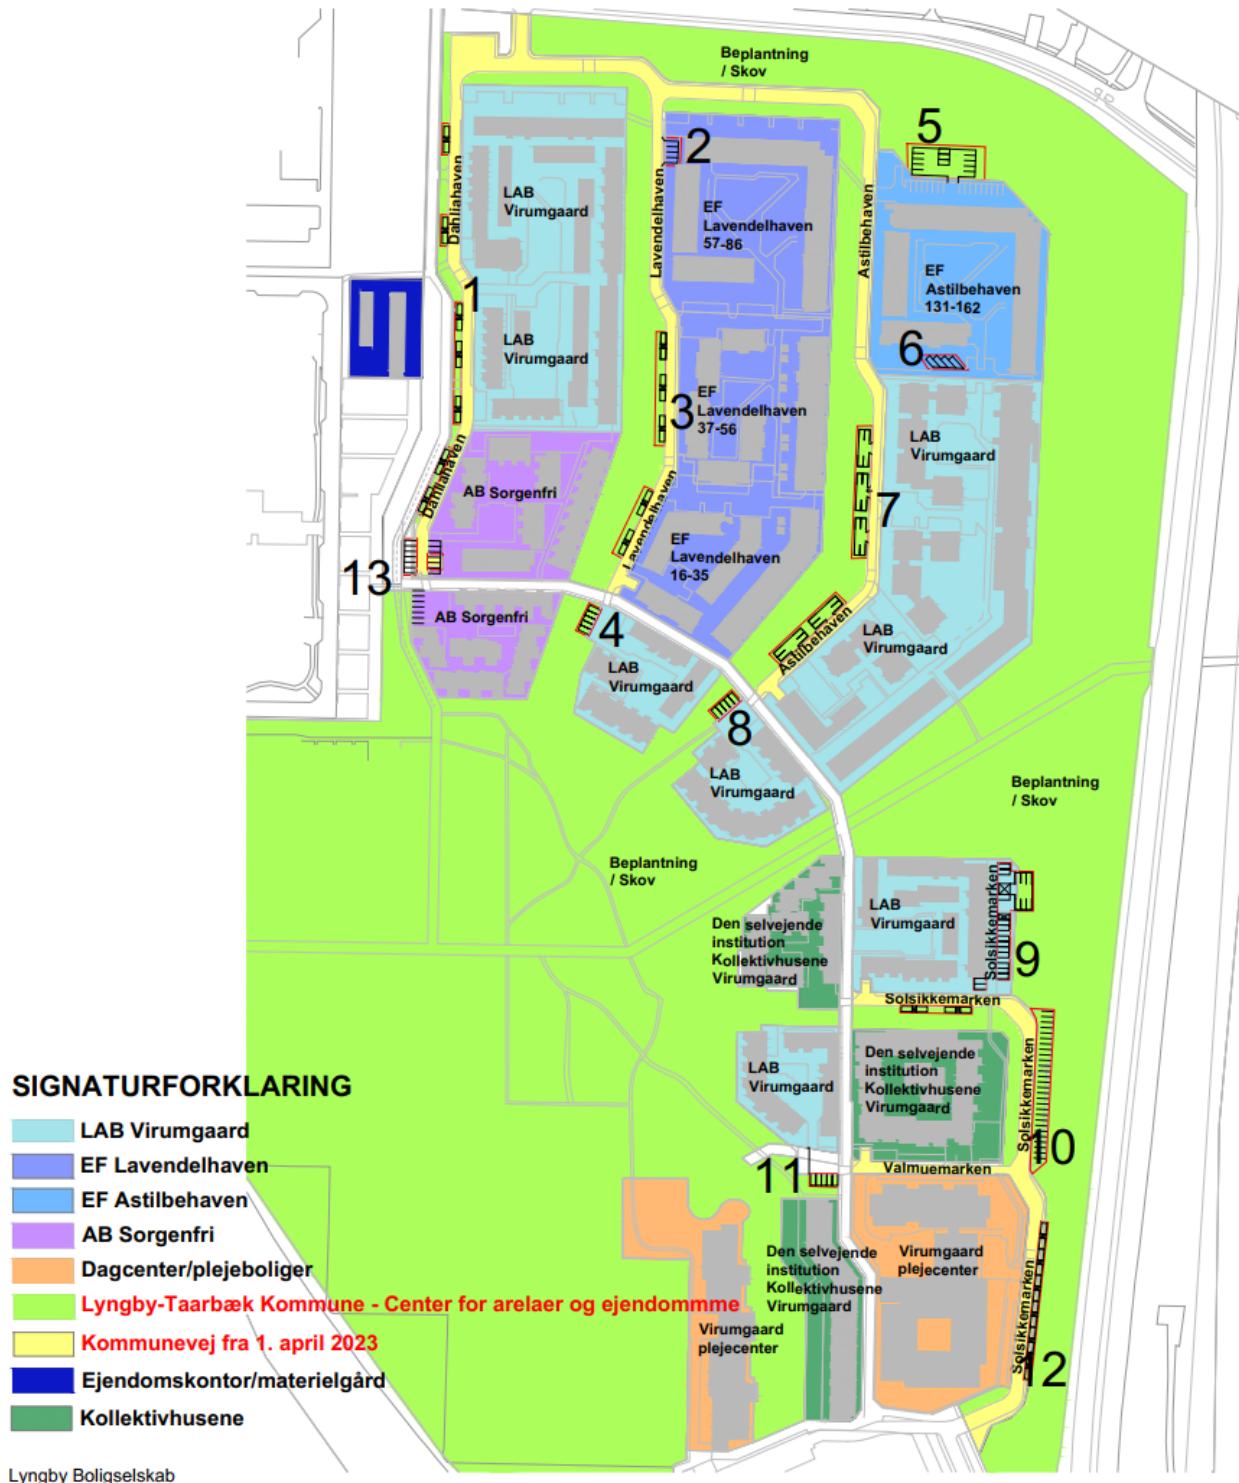 Beplantning
/ Skov
5
2
Dahliahaven
LAB
Virumgaard
Lavendelhaven
EF
Lavendelhaven
57-86
Astilbehaven
EF
Astilbehaven
131-162
1
LAB
Virumgaard
6
3
EF
Lavendelhaven
37-56
LAB
Virumgaard
Dahliahaven
AB Sorgenfri
7
Lavendelhaven
EF
Lavendelhaven
16-35
13
AB Sorgenfri
4
Astilbehaven
LAB
Virumgaard
LAB
Virumgaard
8
LAB
Virumgaard
Beplantning
/ Skov
Beplantning
/ Skov
LAB
Virumgaard
Solsikkemarken
Den selvejende
institution
Kollektivhusene
Virumgaard
9
Solsikkemarken
LAB
Virumgaard
Den selvejende
institution
Kollektivhusene
Virumgaard
Solsikkemarken
10
Valmuemarken
11
Den selvejende
institution
Kollektivhusene
Virumgaard
Virumgaard
plejecenter
Solsikkemarken
Virumgaard
plejecenter
12
SIGNATURFORKLARING
LAB Virumgaard
EF Lavendelhaven
EF Astilbehaven
AB Sorgenfri
Dagcenter/plejeboliger
Lyngby-Taarbæk Kommune - Center for arelaer og ejendommme
Kommunevej fra 1. april 2023
Ejendomskontor/materielgård
Kollektivhusene
Lyngby Boligselskab